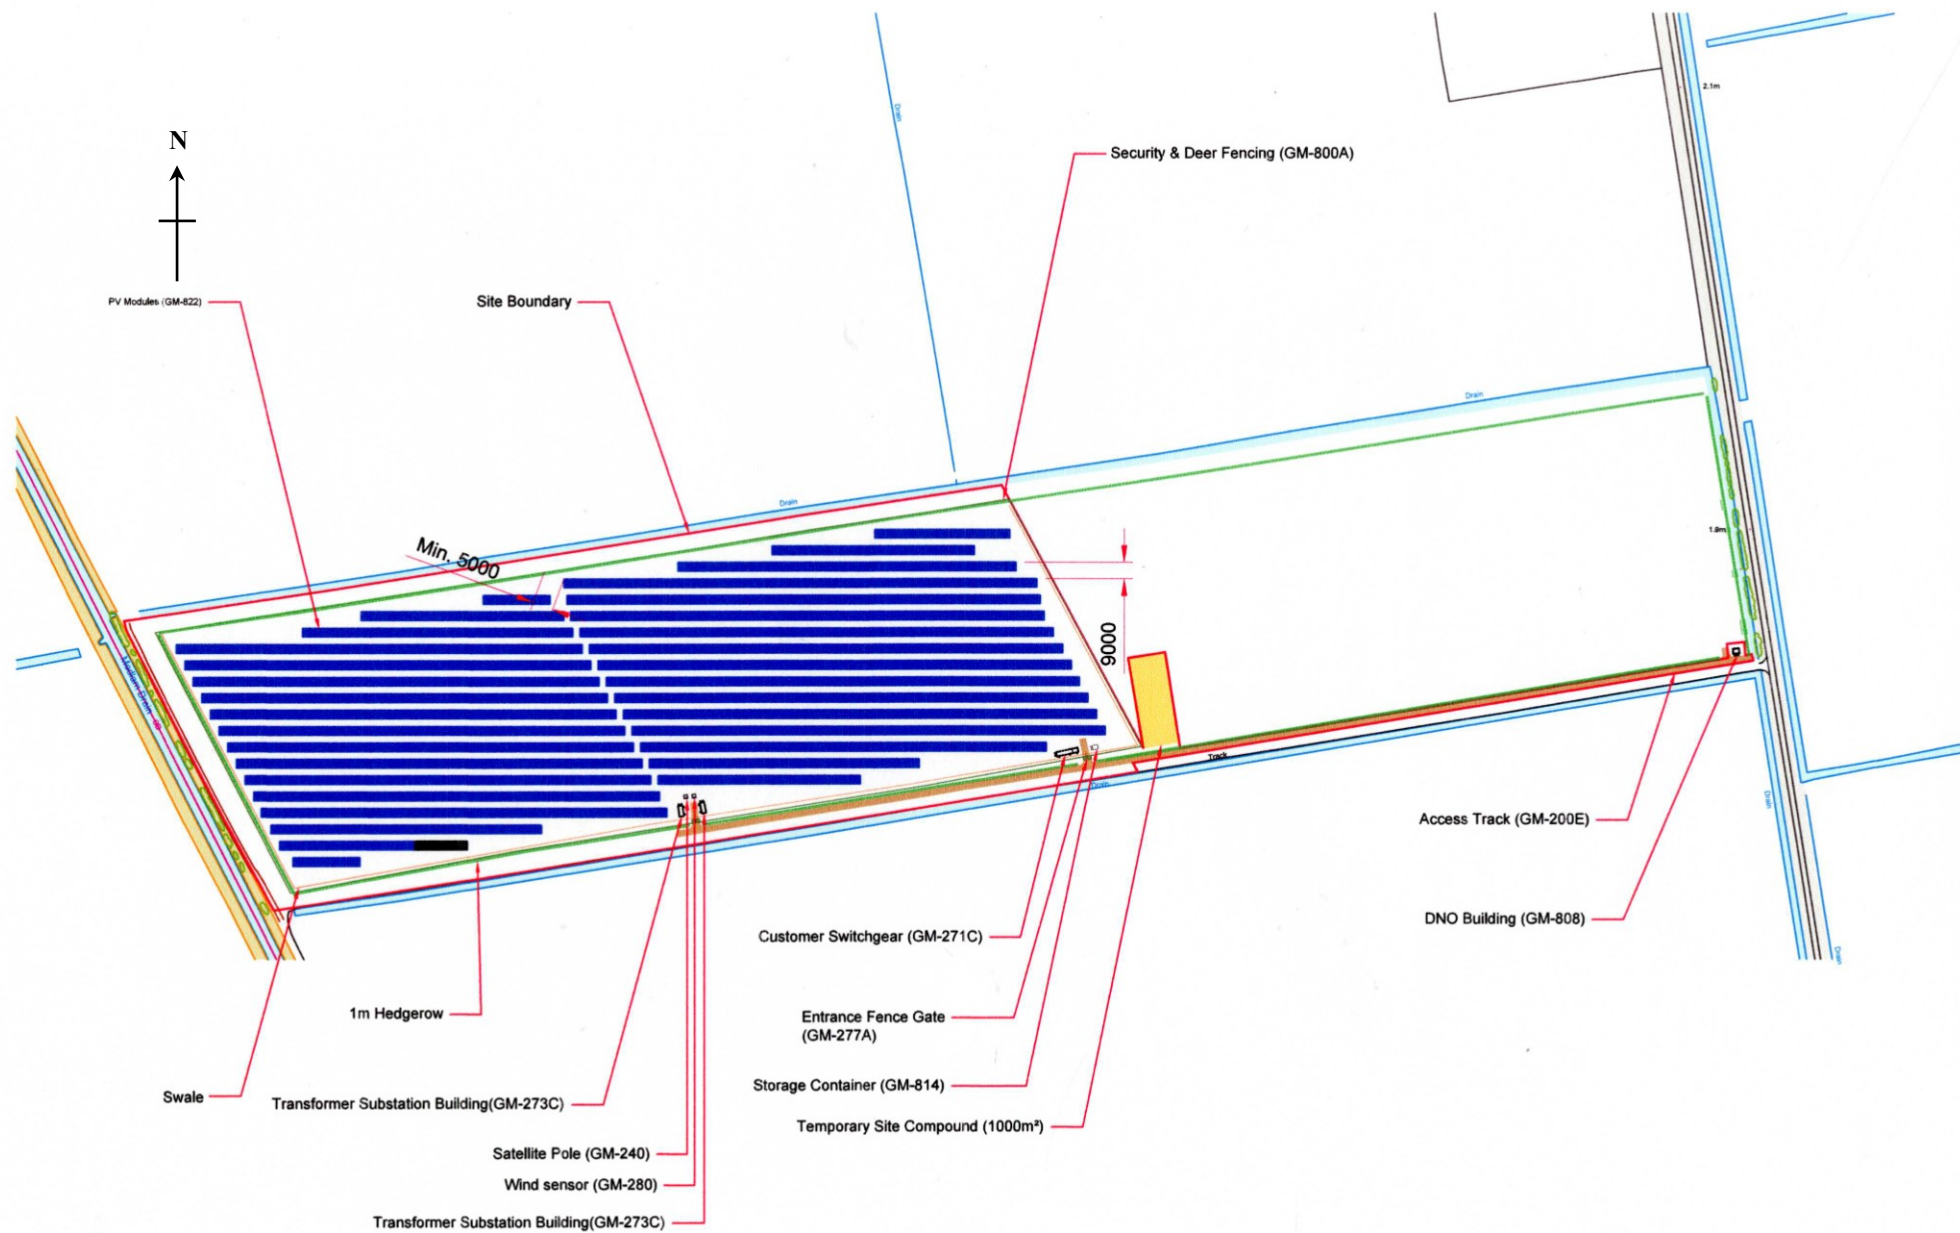 Drain
2.1m
N
Security & Deer Fencing (GM-800A)
PV Modules (GM-822)
Site Boundary
Drain
Drain
Min. 5000
1.9m
9000
Medium Drain
Track
Drain
Drain
Access Track (GM-200E)
DNO Building (GM-808)
Customer Switchgear (GM-271C)
Drain
1m Hedgerow
Entrance Fence Gate
(GM-277A)
Storage Container (GM-814)
Swale
Transformer Substation Building(GM-273C)
Temporary Site Compound (1000m²)
Satellite Pole (GM-240)
Wind sensor (GM-280)
Transformer Substation Building(GM-273C)